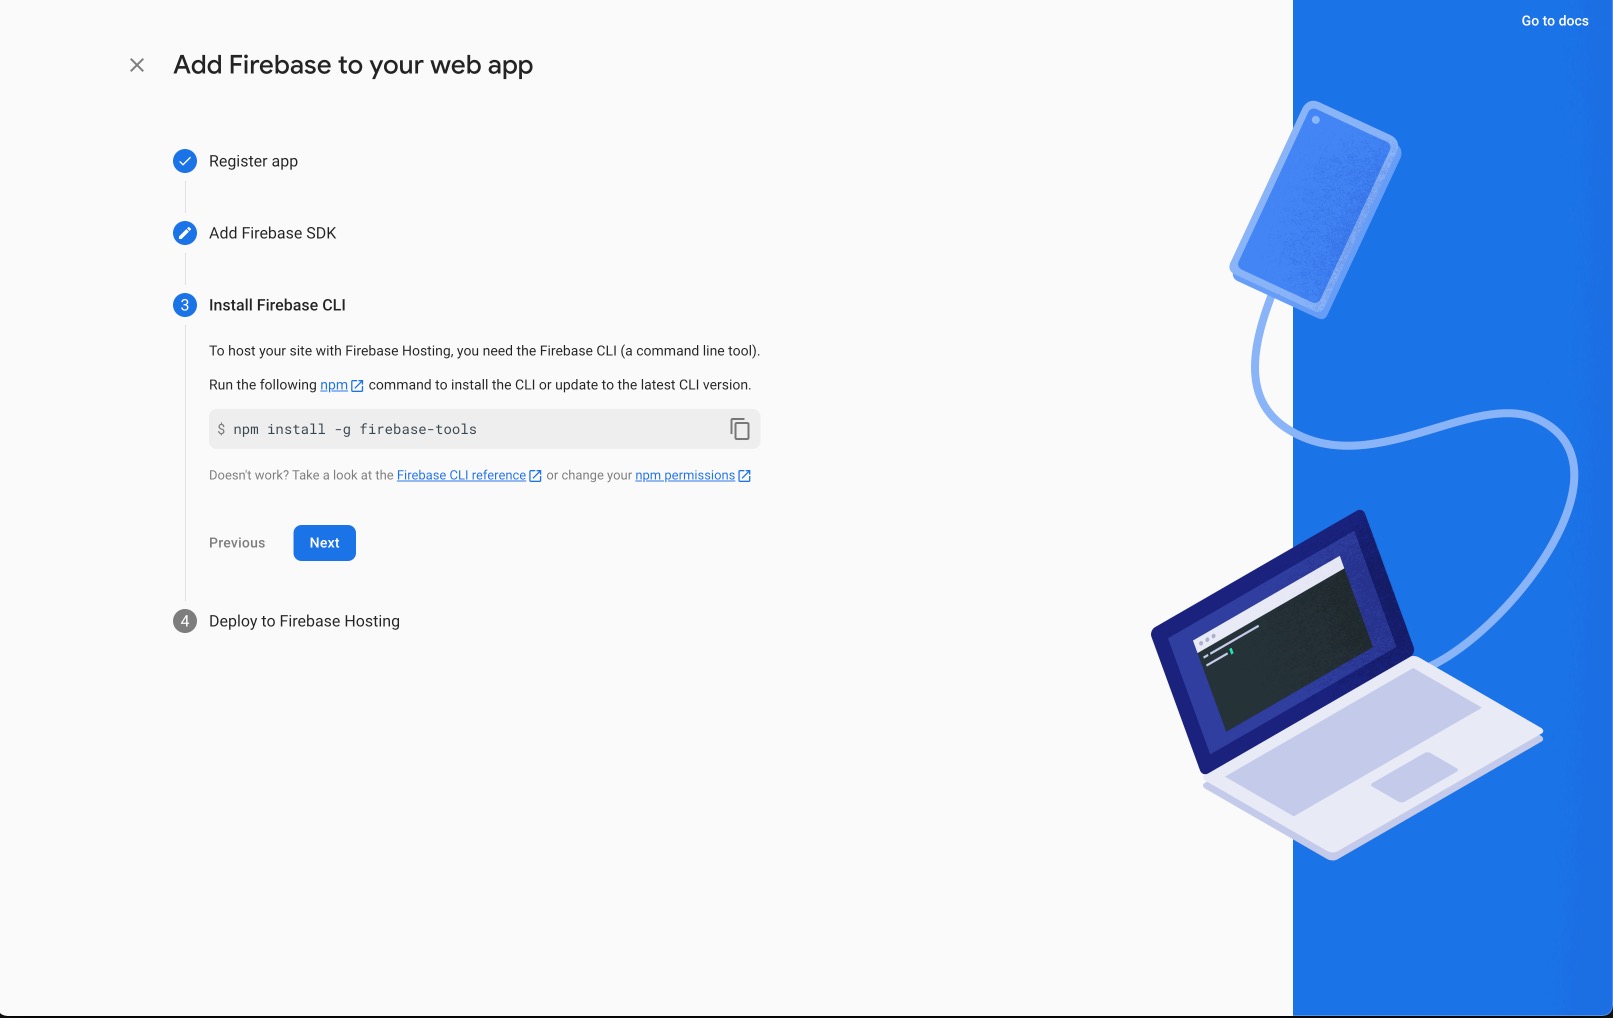 Go to docs
Add Firebase to your web app
Register app
Add Firebase SDK
3 Install Firebase CLI
To host your site with Firebase Hosting, you need the Firebase CLI (a command line tool).
Run the following npm command to install the CLI or update to the latest CLI version.
$ npm install -g firebase-tools
Doesn't work? Take a look at the Firebase CLI reference or change your npm permissions
Previous Next
4 Deploy to Firebase Hosting